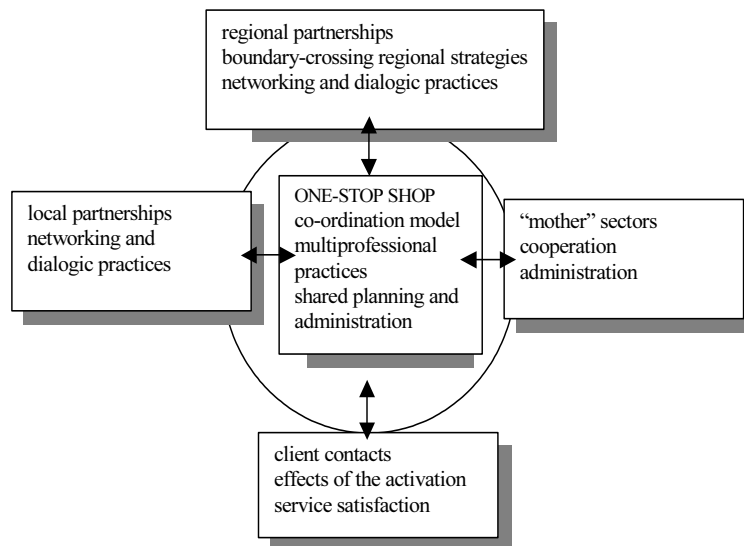 regional partnerships
boundary-crossing regional strategies
networking and dialogic practices
local partnerships
networking and
dialogic practices
ONE-STOP SHOP
co-ordination model
multiprofessional
practices
shared planning and
administration
“mother” sectors
cooperation
administration
client contacts
effects of the activation
service satisfaction